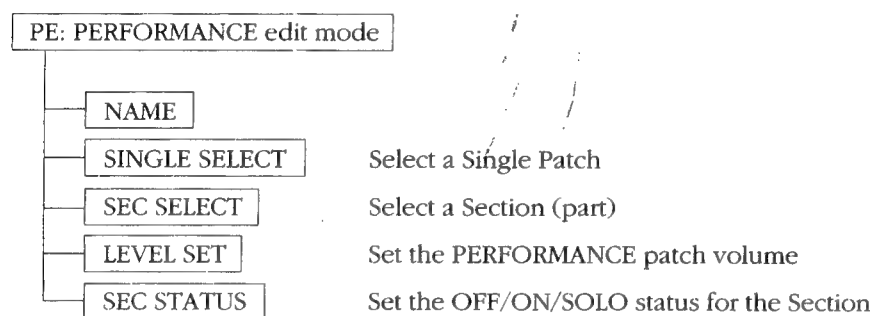 PE: PERFORMANCE edit mode
NAME
SINGLE SELECT Select a Single Patch
SEC SELECT Select a Section (part)
LEVEL SET Set the PERFORMANCE patch volume
SEC STATUS Set the OFF/ON/SOLO status for the Section